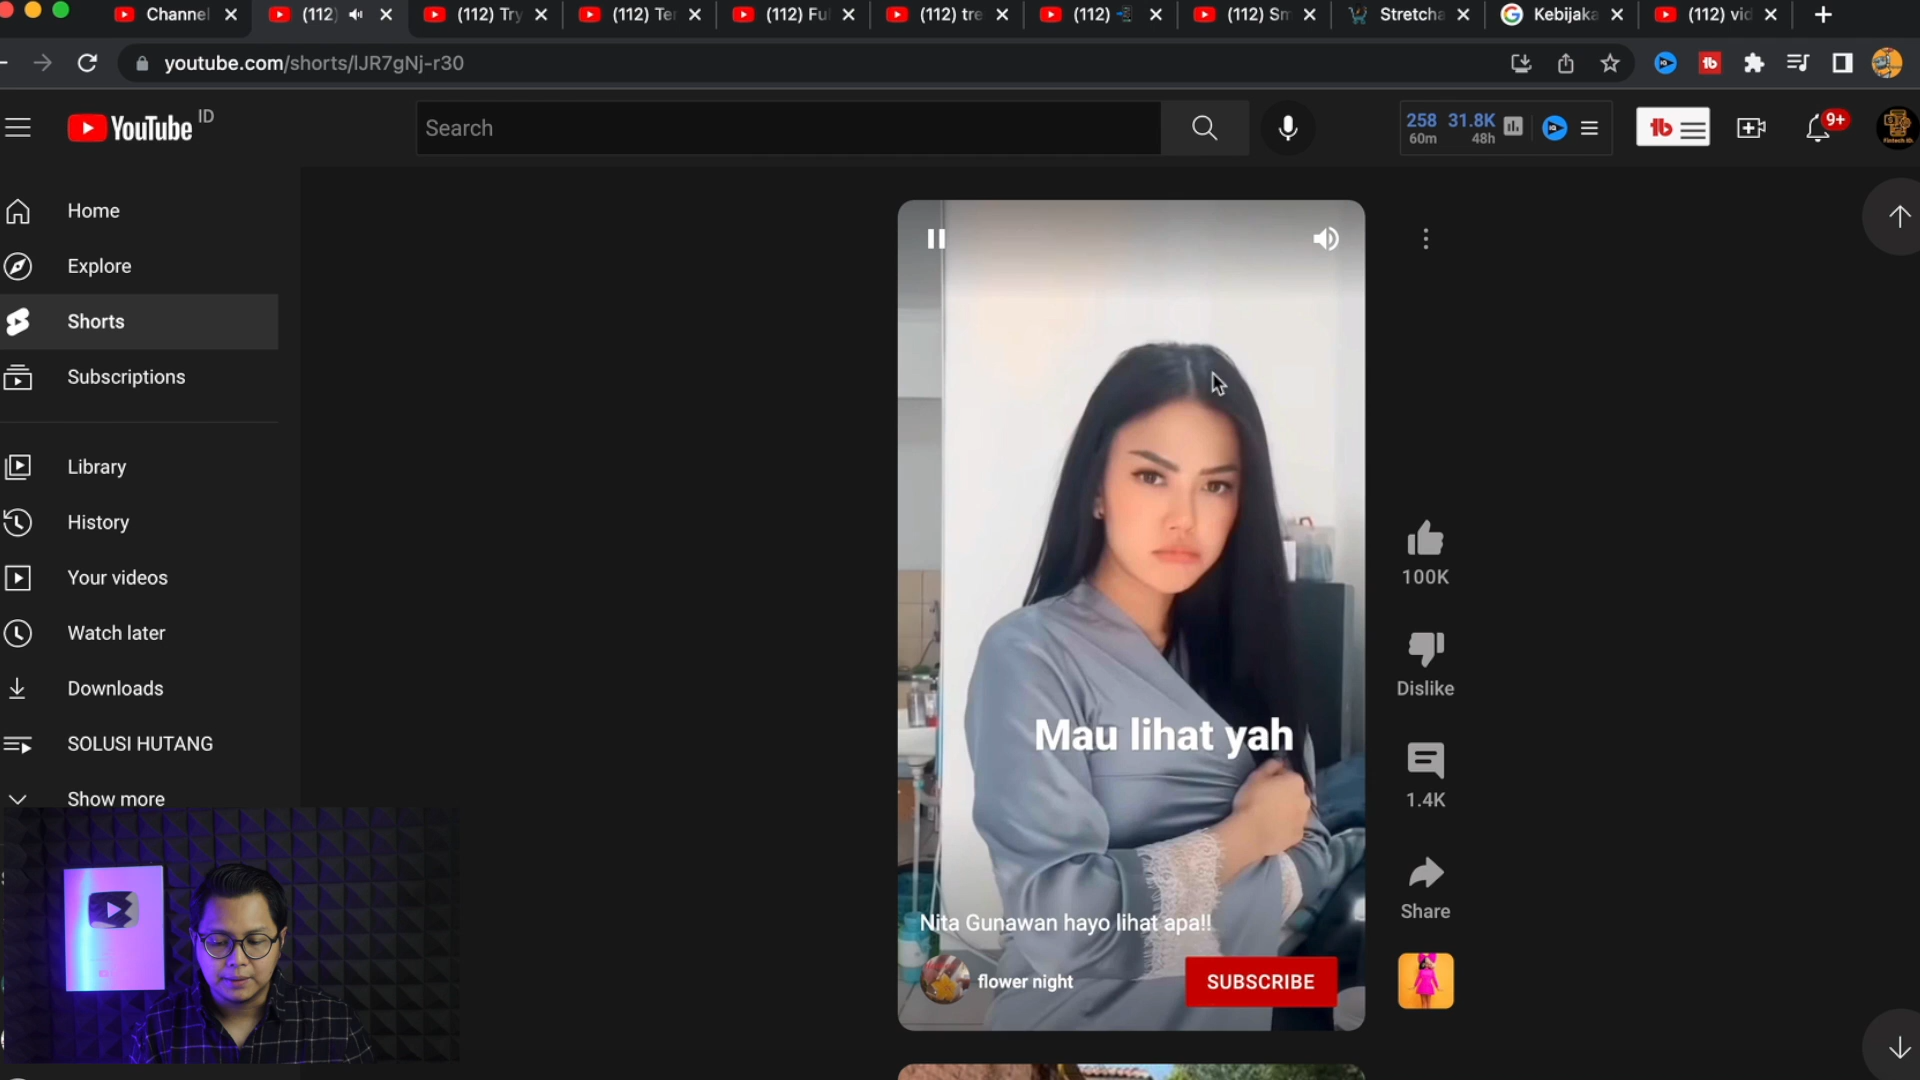 Channel
(112)
(112) Try
(112) Ter
(112) Fu
(112) tre
(112)
(112) Sm
Stretcha
Kebijaka
(112) vid
youtube.com/shorts/lJR7gNj-r30
YouTube ID
Search
258 31.8K
60m 48h
9+
Home
Explore
Shorts
Subscriptions
Library
History
Your videos
Watch later
Downloads
SOLUSI HUTANG
Show more
Mau lihat yah
Nita Gunawan hayo lihat apa!!
flower night
SUBSCRIBE
100K
Dislike
1.4K
Share